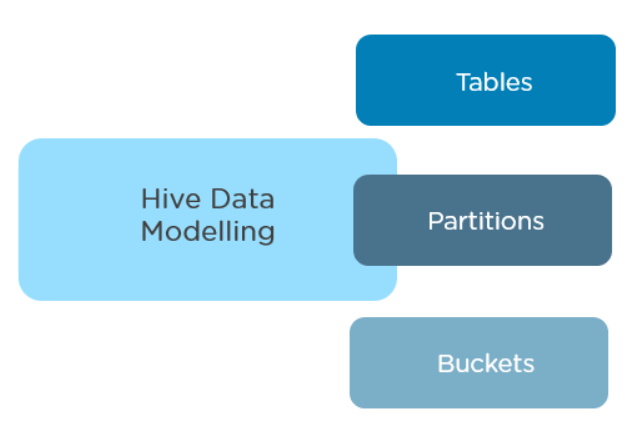 Tables
Hive Data
Modelling
Partitions
Buckets